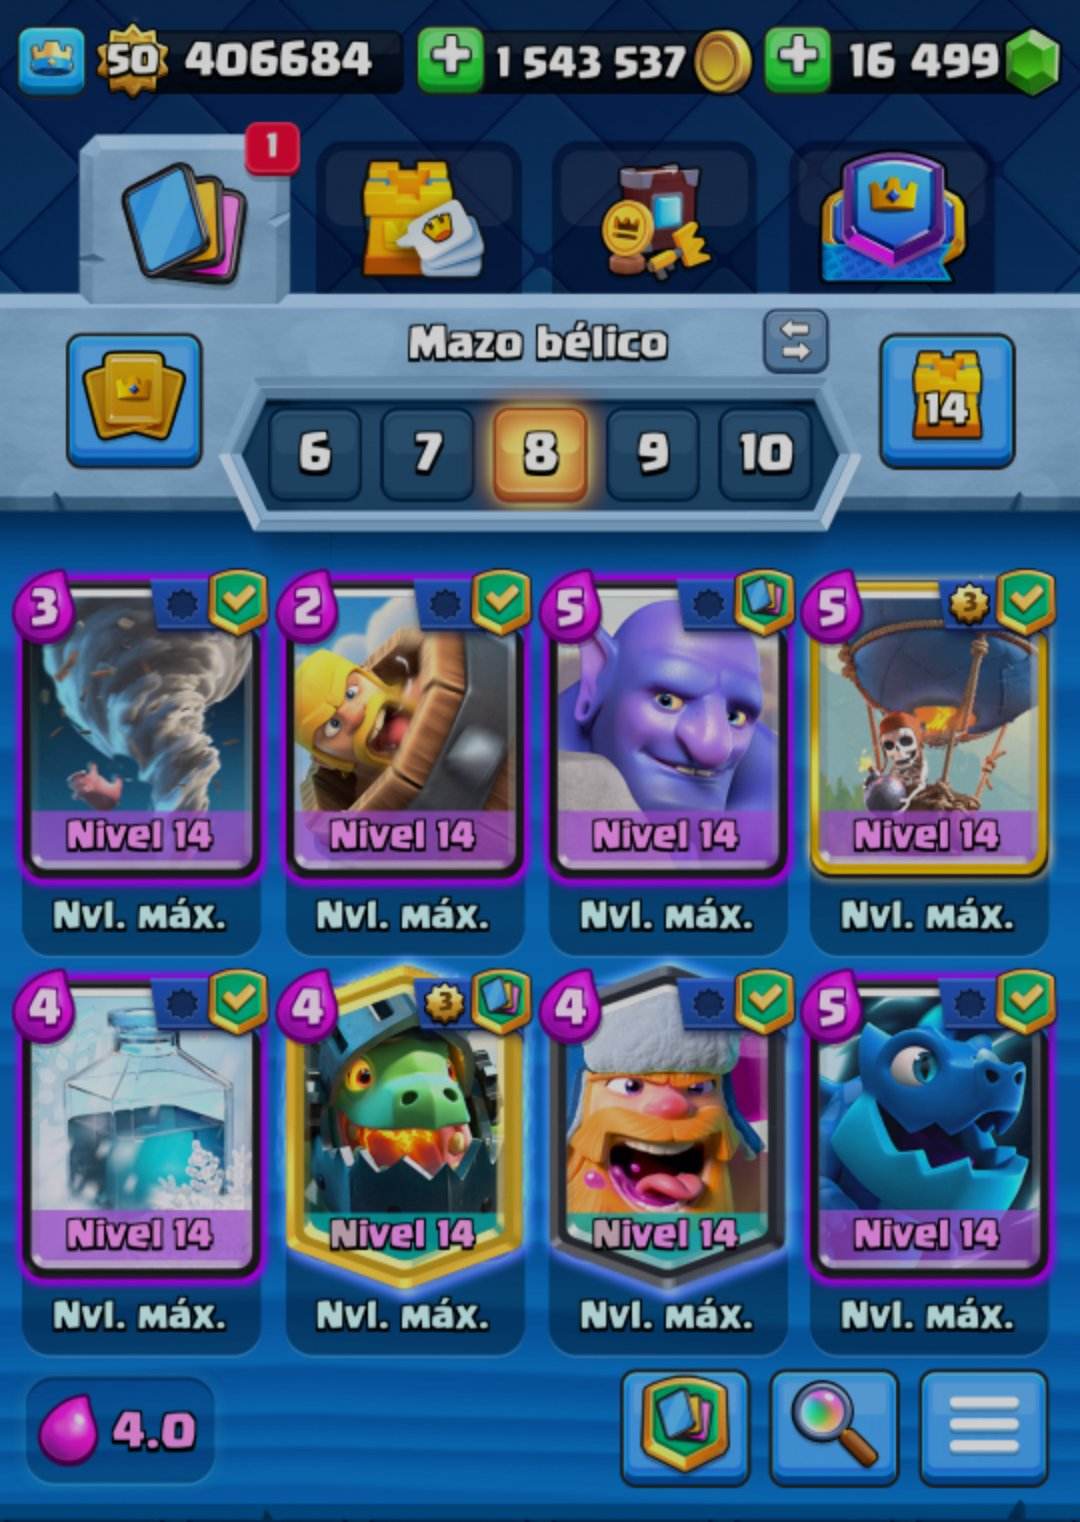 50 406684 1 543 537 16 499
1
Mazo bélico
14
6 7 8 9 10
3 2 5 5 3
Nivel 14 Nivel 14 Nivel 14 Nivel 14
Nvl. máx. Nvl. máx. Nvl. máx. Nvl. máx.
4 4 3 4 5
Nivel 14 Nivel 14 Nivel 14 Nivel 14
Nvl. máx. Nvl. máx. Nvl. máx. Nvl. máx.
4.0